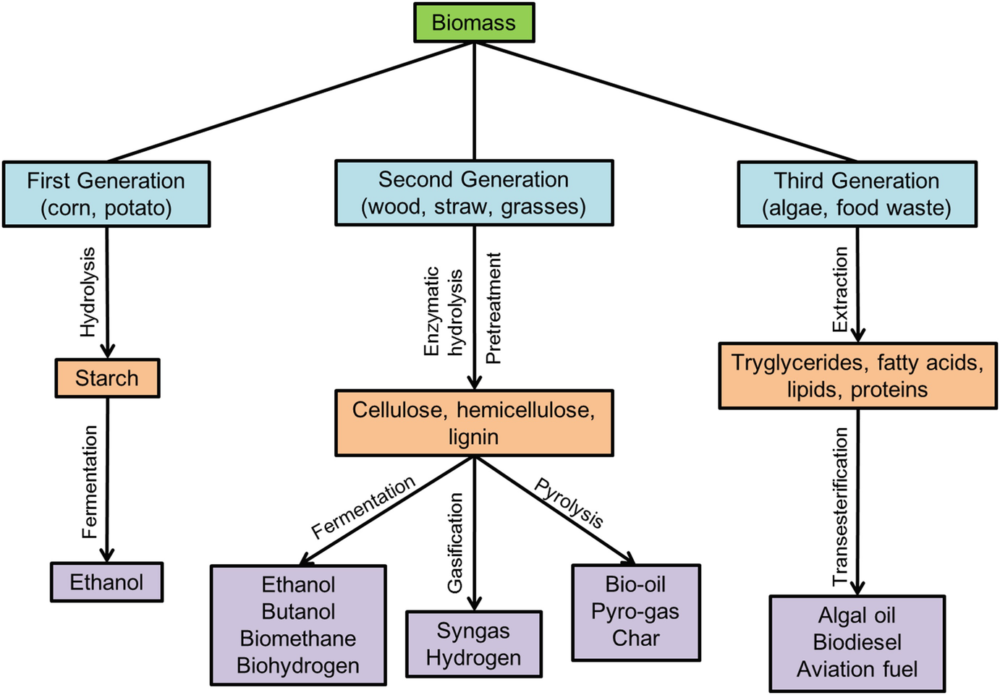 Biomass
First Generation
(corn, potato)
Second Generation
(wood, straw, grasses)
Third Generation
(algae, food waste)
Hydrolysis
Enzymatic
hydrolysis
Pretreatment
Extraction
Starch
Cellulose, hemicellulose,
lignin
Tryglycerides, fatty acids,
lipids, proteins
Fermentation
Fermentation
Gasification
Pyrolysis
Transesterification
Ethanol
Ethanol
Butanol
Biomethane
Biohydrogen
Syngas
Hydrogen
Bio-oil
Pyro-gas
Char
Algal oil
Biodiesel
Aviation fuel